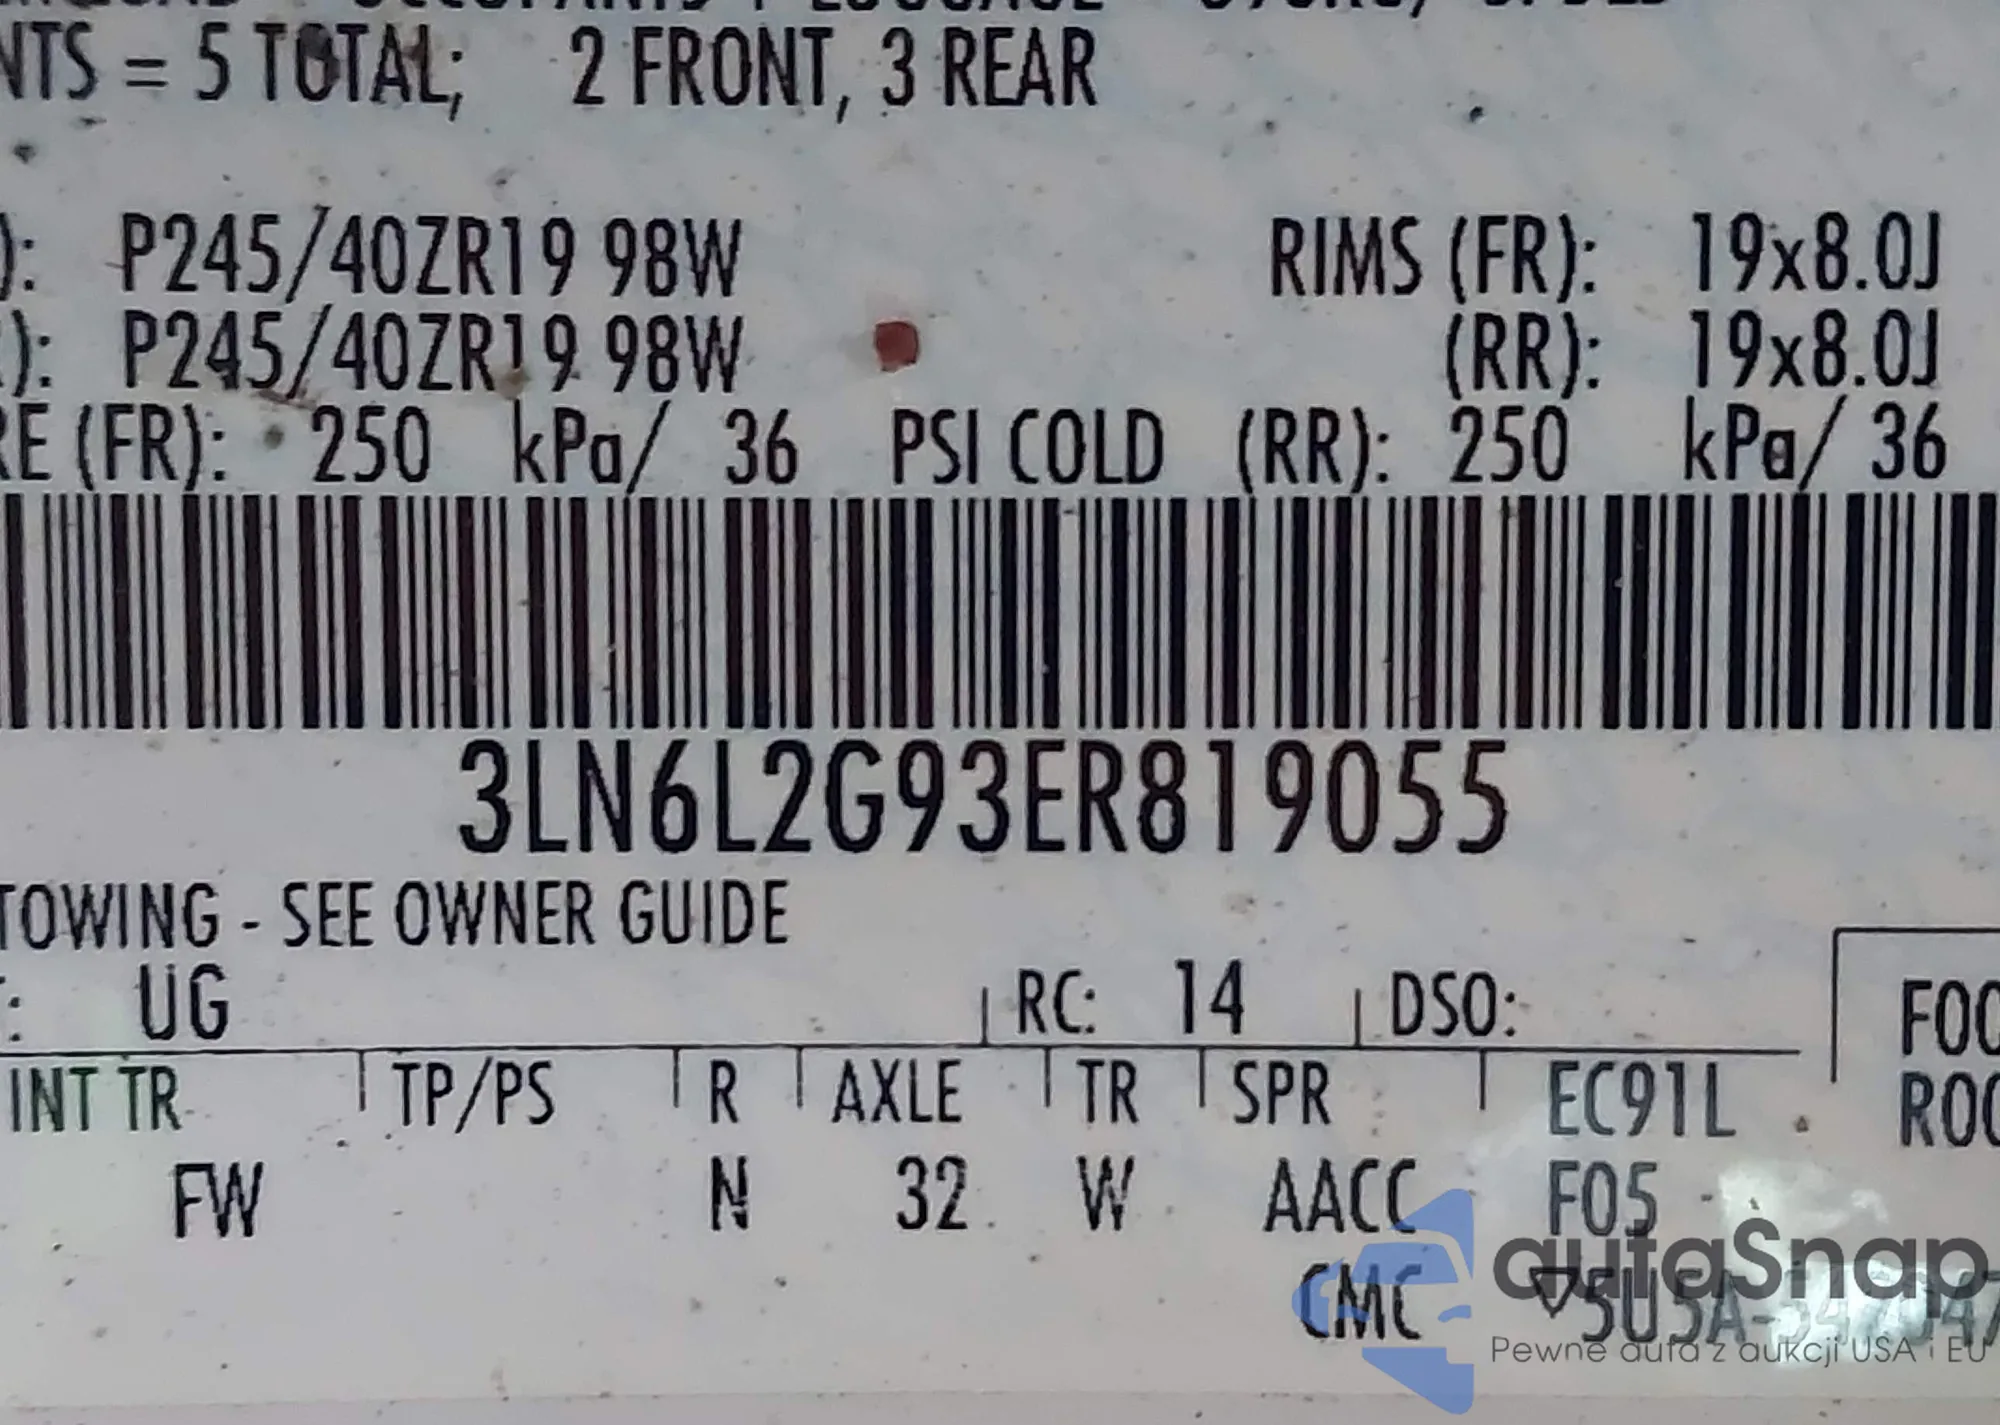 NTS = 5 TOTAL; 2 FRONT, 3 REAR
): P245/40ZR19 98W RIMS (FR): 19x8.0J
): P245/40ZR19 98W (RR): 19x8.0J
RE (FR): 250 kPa/ 36 PSI COLD (RR): 250 kPa/ 36
3LN6L2G93ER819055
TOWING - SEE OWNER GUIDE
: UG RC: 14 DSO:
INT TR TP/PS R AXLE TR SPR EC91L
FW N 32 W AACC F05
CMC
autaSnap
Pewne auta z aukcji USA i EU